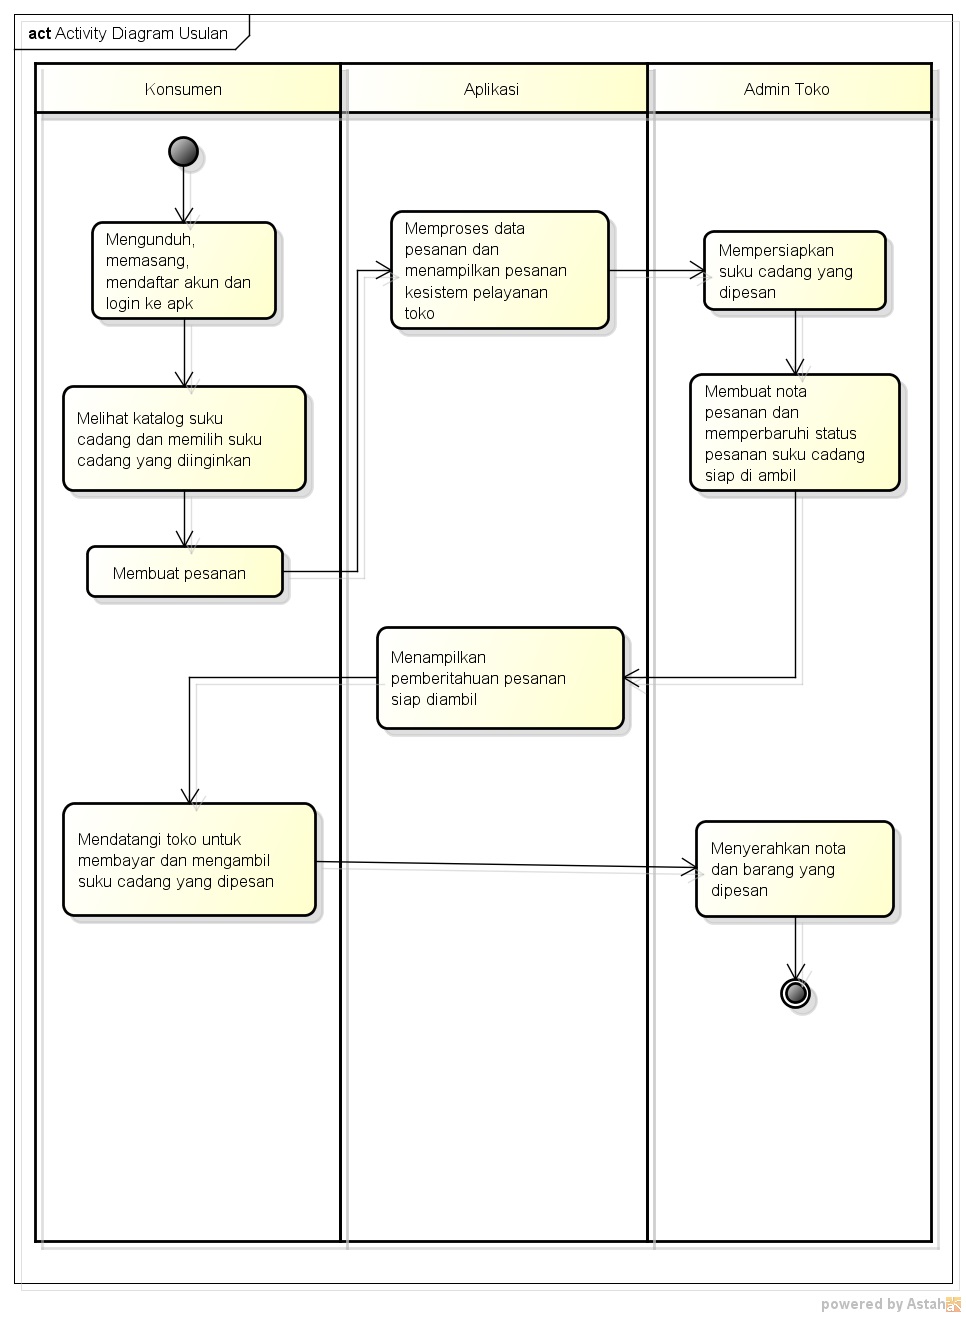 act Activity Diagram Usulan
Konsumen
Aplikasi
Admin Toko
Mengunduh,
memasang,
mendaftar akun dan
login ke apk
Memproses data
pesanan dan
menampilkan pesanan
kesistem pelayanan
toko
Mempersiapkan
suku cadang yang
dipesan
Melihat katalog suku
cadang dan memilih suku
cadang yang diinginkan
Membuat nota
pesanan dan
memperbaruhi status
pesanan suku cadang
siap di ambil
Membuat pesanan
Menampilkan
pemberitahuan pesanan
siap diambil
Mendatangi toko untuk
membayar dan mengambil
suku cadang yang dipesan
Menyerahkan nota
dan barang yang
dipesan
powered by Astah